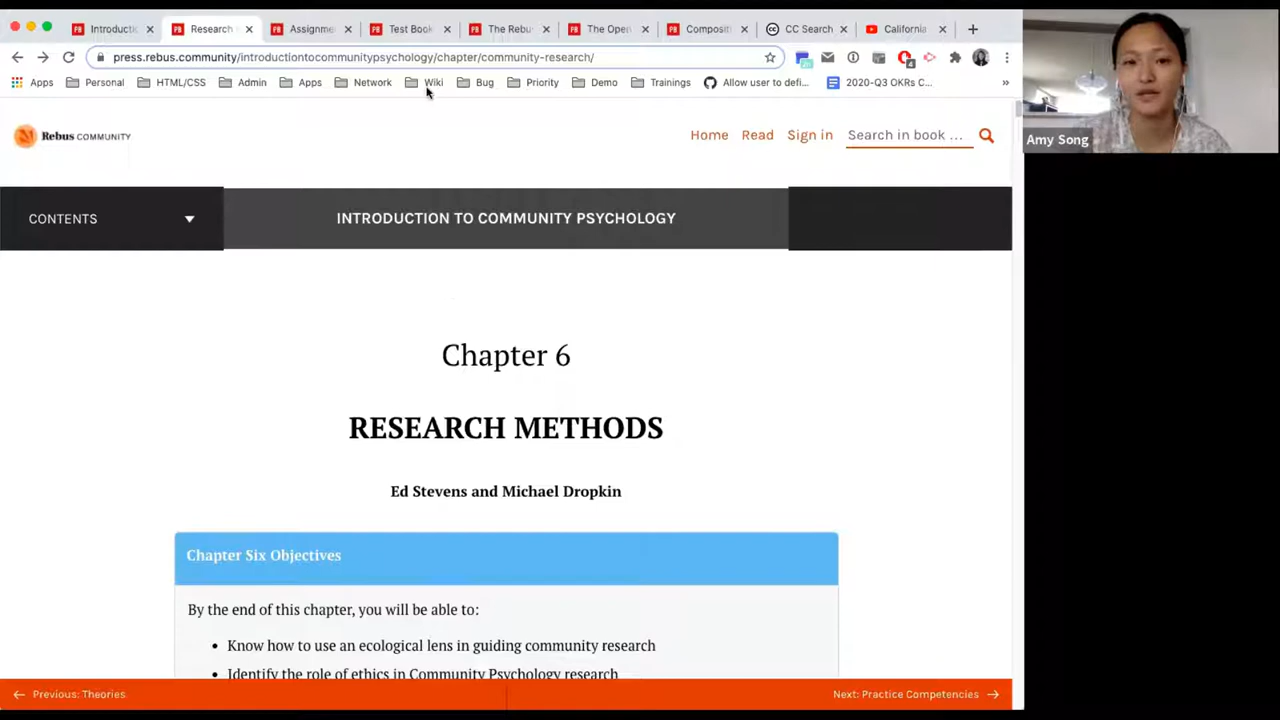 Introducti
Research
Assignme
Test Book
The Rebu
The Open
Composit
CC Search
California
press.rebus.community/introductiontocommunitypsychology/chapter/community-research/
Apps
Personal
HTML/CSS
Admin
Apps
Network
Wiki
Bug
Priority
Demo
Trainings
Allow user to defi...
2020-Q3 OKRs C...
»
Rebus COMMUNITY
Home
Read
Sign in
Search in book ...
CONTENTS
INTRODUCTION TO COMMUNITY PSYCHOLOGY
Chapter 6
RESEARCH METHODS
Ed Stevens and Michael Dropkin
Chapter Six Objectives
By the end of this chapter, you will be able to:
• Know how to use an ecological lens in guiding community research
• Identify the role of ethics in Community Psychology research
← Previous: Theories
Next: Practice Competencies →
Amy Song